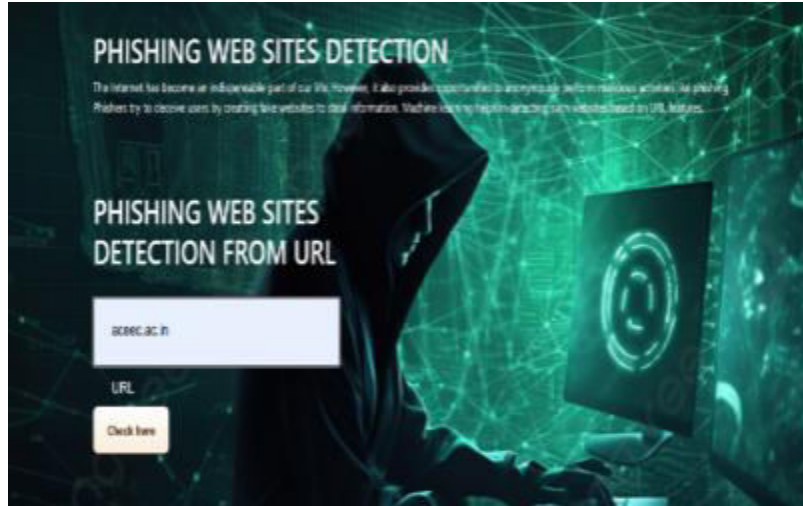 PHISHING WEB SITES DETECTION
The Internet has become an indispensable part of our life. However, it also provides opportunities to anonymously perform malicious activities like phishing.
Phishers try to deceive users by creating fake websites to steal information. Machine learning helps in detecting such websites based on URL features.
PHISHING WEB SITES
DETECTION FROM URL
aceec.ac.in
URL
Check here